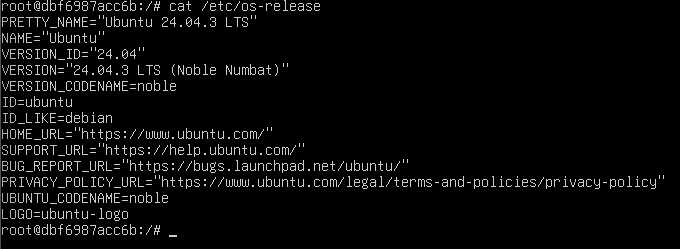 root@dbf6987acc6b:/# cat /etc/os-release
PRETTY_NAME="Ubuntu 24.04.3 LTS"
NAME="Ubuntu"
VERSION_ID="24.04"
VERSION="24.04.3 LTS (Noble Numbat)"
VERSION_CODENAME=noble
ID=ubuntu
ID_LIKE=debian
HOME_URL="https://www.ubuntu.com/"
SUPPORT_URL="https://help.ubuntu.com/"
BUG_REPORT_URL="https://bugs.launchpad.net/ubuntu/"
PRIVACY_POLICY_URL="https://www.ubuntu.com/legal/terms-and-policies/privacy-policy"
UBUNTU_CODENAME=noble
LOGO=ubuntu-logo
root@dbf6987acc6b:/# _